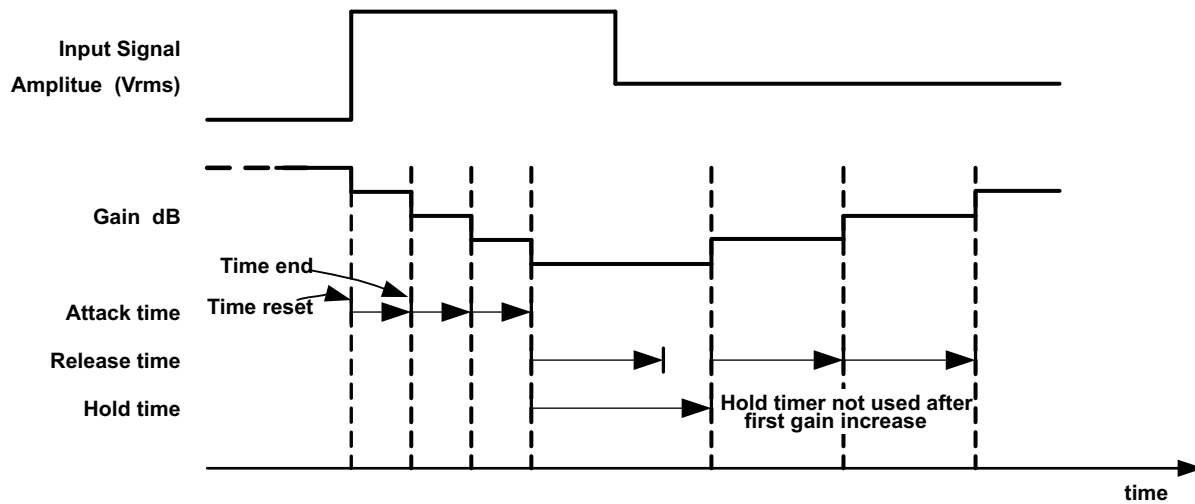 Input Signal
Amplitue (Vrms)
Gain dB
Time end
Time reset
Attack time
Release time
Hold time
Hold timer not used after
first gain increase
time